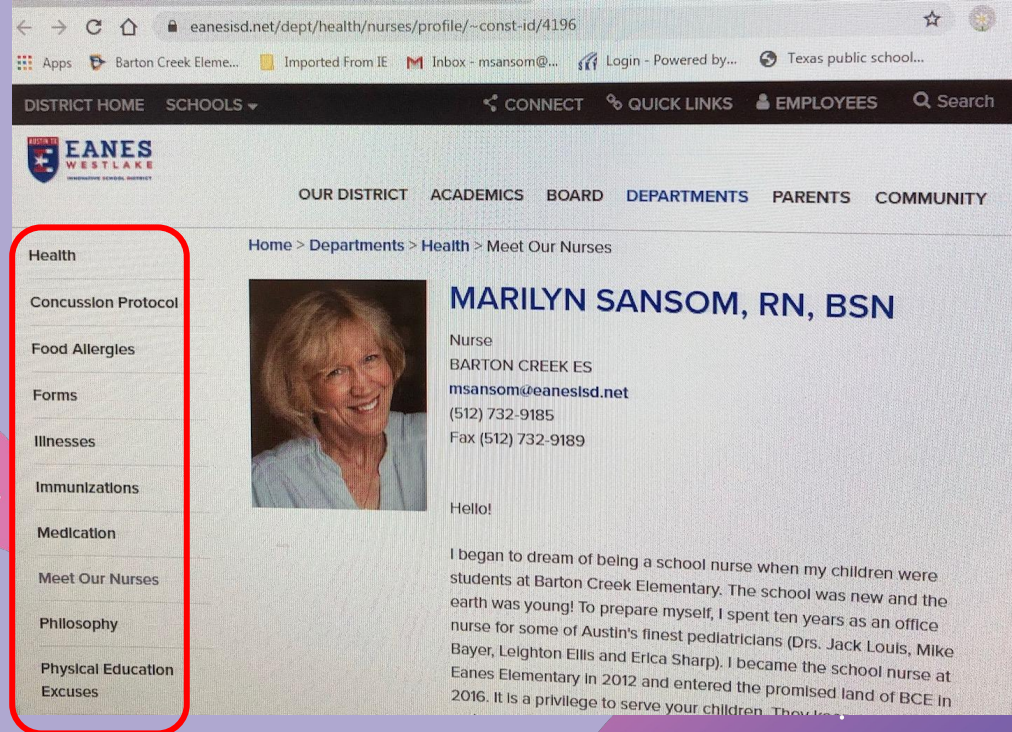 eanesisd.net/dept/health/nurses/profile/~const-id/4196
Apps Barton Creek Eleme... Imported From IE Inbox - msansom@... Login - Powered by... Texas public school...
DISTRICT HOME SCHOOLS CONNECT QUICK LINKS EMPLOYEES Search
AUSTIN TX
EANES
WESTLAKE
INNOVATIVE SCHOOL DISTRICT
OUR DISTRICT ACADEMICS BOARD DEPARTMENTS PARENTS COMMUNITY
Health
Concussion Protocol
Food Allergies
Forms
Illnesses
Immunizations
Medication
Meet Our Nurses
Philosophy
Physical Education
Excuses
Home > Departments > Health > Meet Our Nurses
MARILYN SANSOM, RN, BSN
Nurse
BARTON CREEK ES
msansom@eanesisd.net
(512) 732-9185
Fax (512) 732-9189
Hello!
I began to dream of being a school nurse when my children were
students at Barton Creek Elementary. The school was new and the
earth was young! To prepare myself, I spent ten years as an office
nurse for some of Austin's finest pediatricians (Drs. Jack Louis, Mike
Bayer, Leighton Ellis and Erica Sharp). I became the school nurse at
Eanes Elementary in 2012 and entered the promised land of BCE in
2016. It is a privilege to serve your children. They